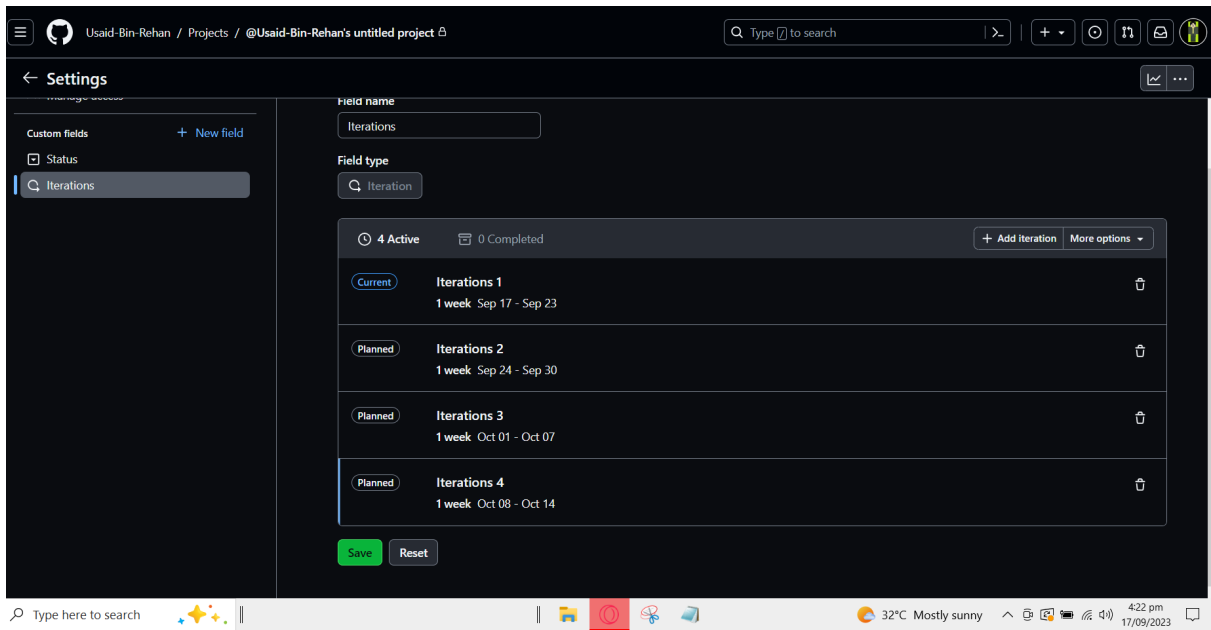 Usaid-Bin-Rehan / Projects / @Usaid-Bin-Rehan's untitled project
Type / to search
Settings
Manage access
Custom fields
+ New field
Status
Iterations
Field name
Iterations
Field type
Iteration
4 Active
0 Completed
+ Add iteration
More options
Current
Iterations 1
1 week Sep 17 - Sep 23
Planned
Iterations 2
1 week Sep 24 - Sep 30
Planned
Iterations 3
1 week Oct 01 - Oct 07
Planned
Iterations 4
1 week Oct 08 - Oct 14
Save
Reset
Type here to search
32°C Mostly sunny
4:22 pm
17/09/2023